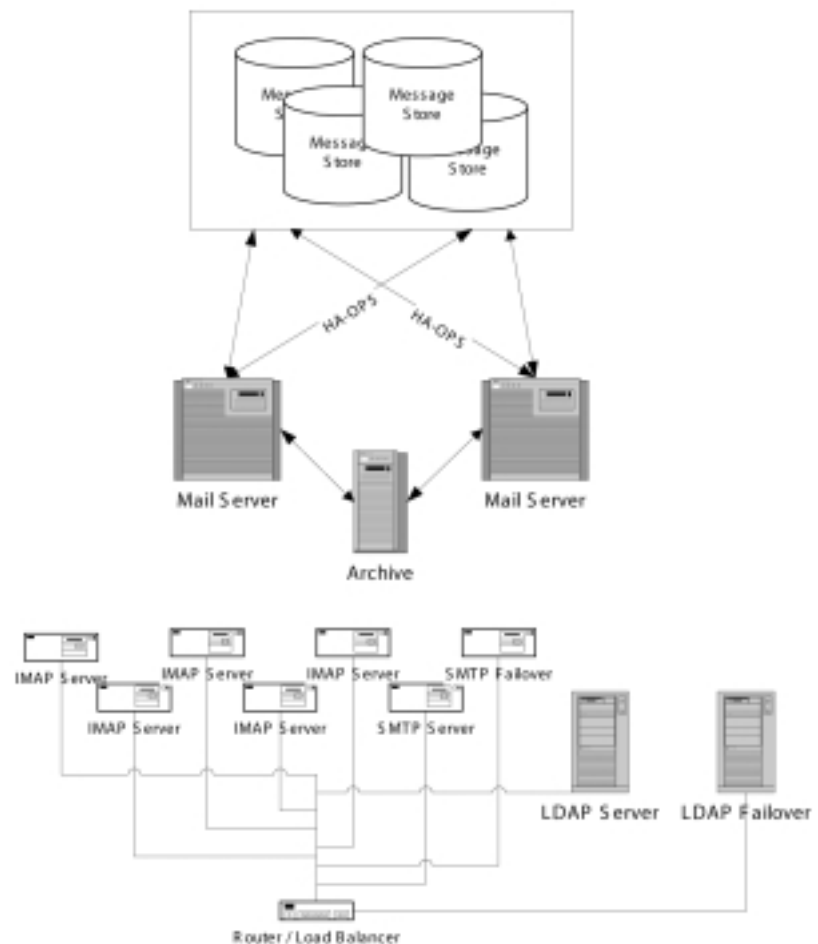 Message
Store
Message
Store
HA-OPS
HA-OPS
Mail Server
Mail Server
Archive
IMAP Server
IMAP Server
IMAP Server
SMTP Failover
IMAP Server
IMAP Server
SMTP Server
LDAP Server
LDAP Failover
Router / Load Balancer